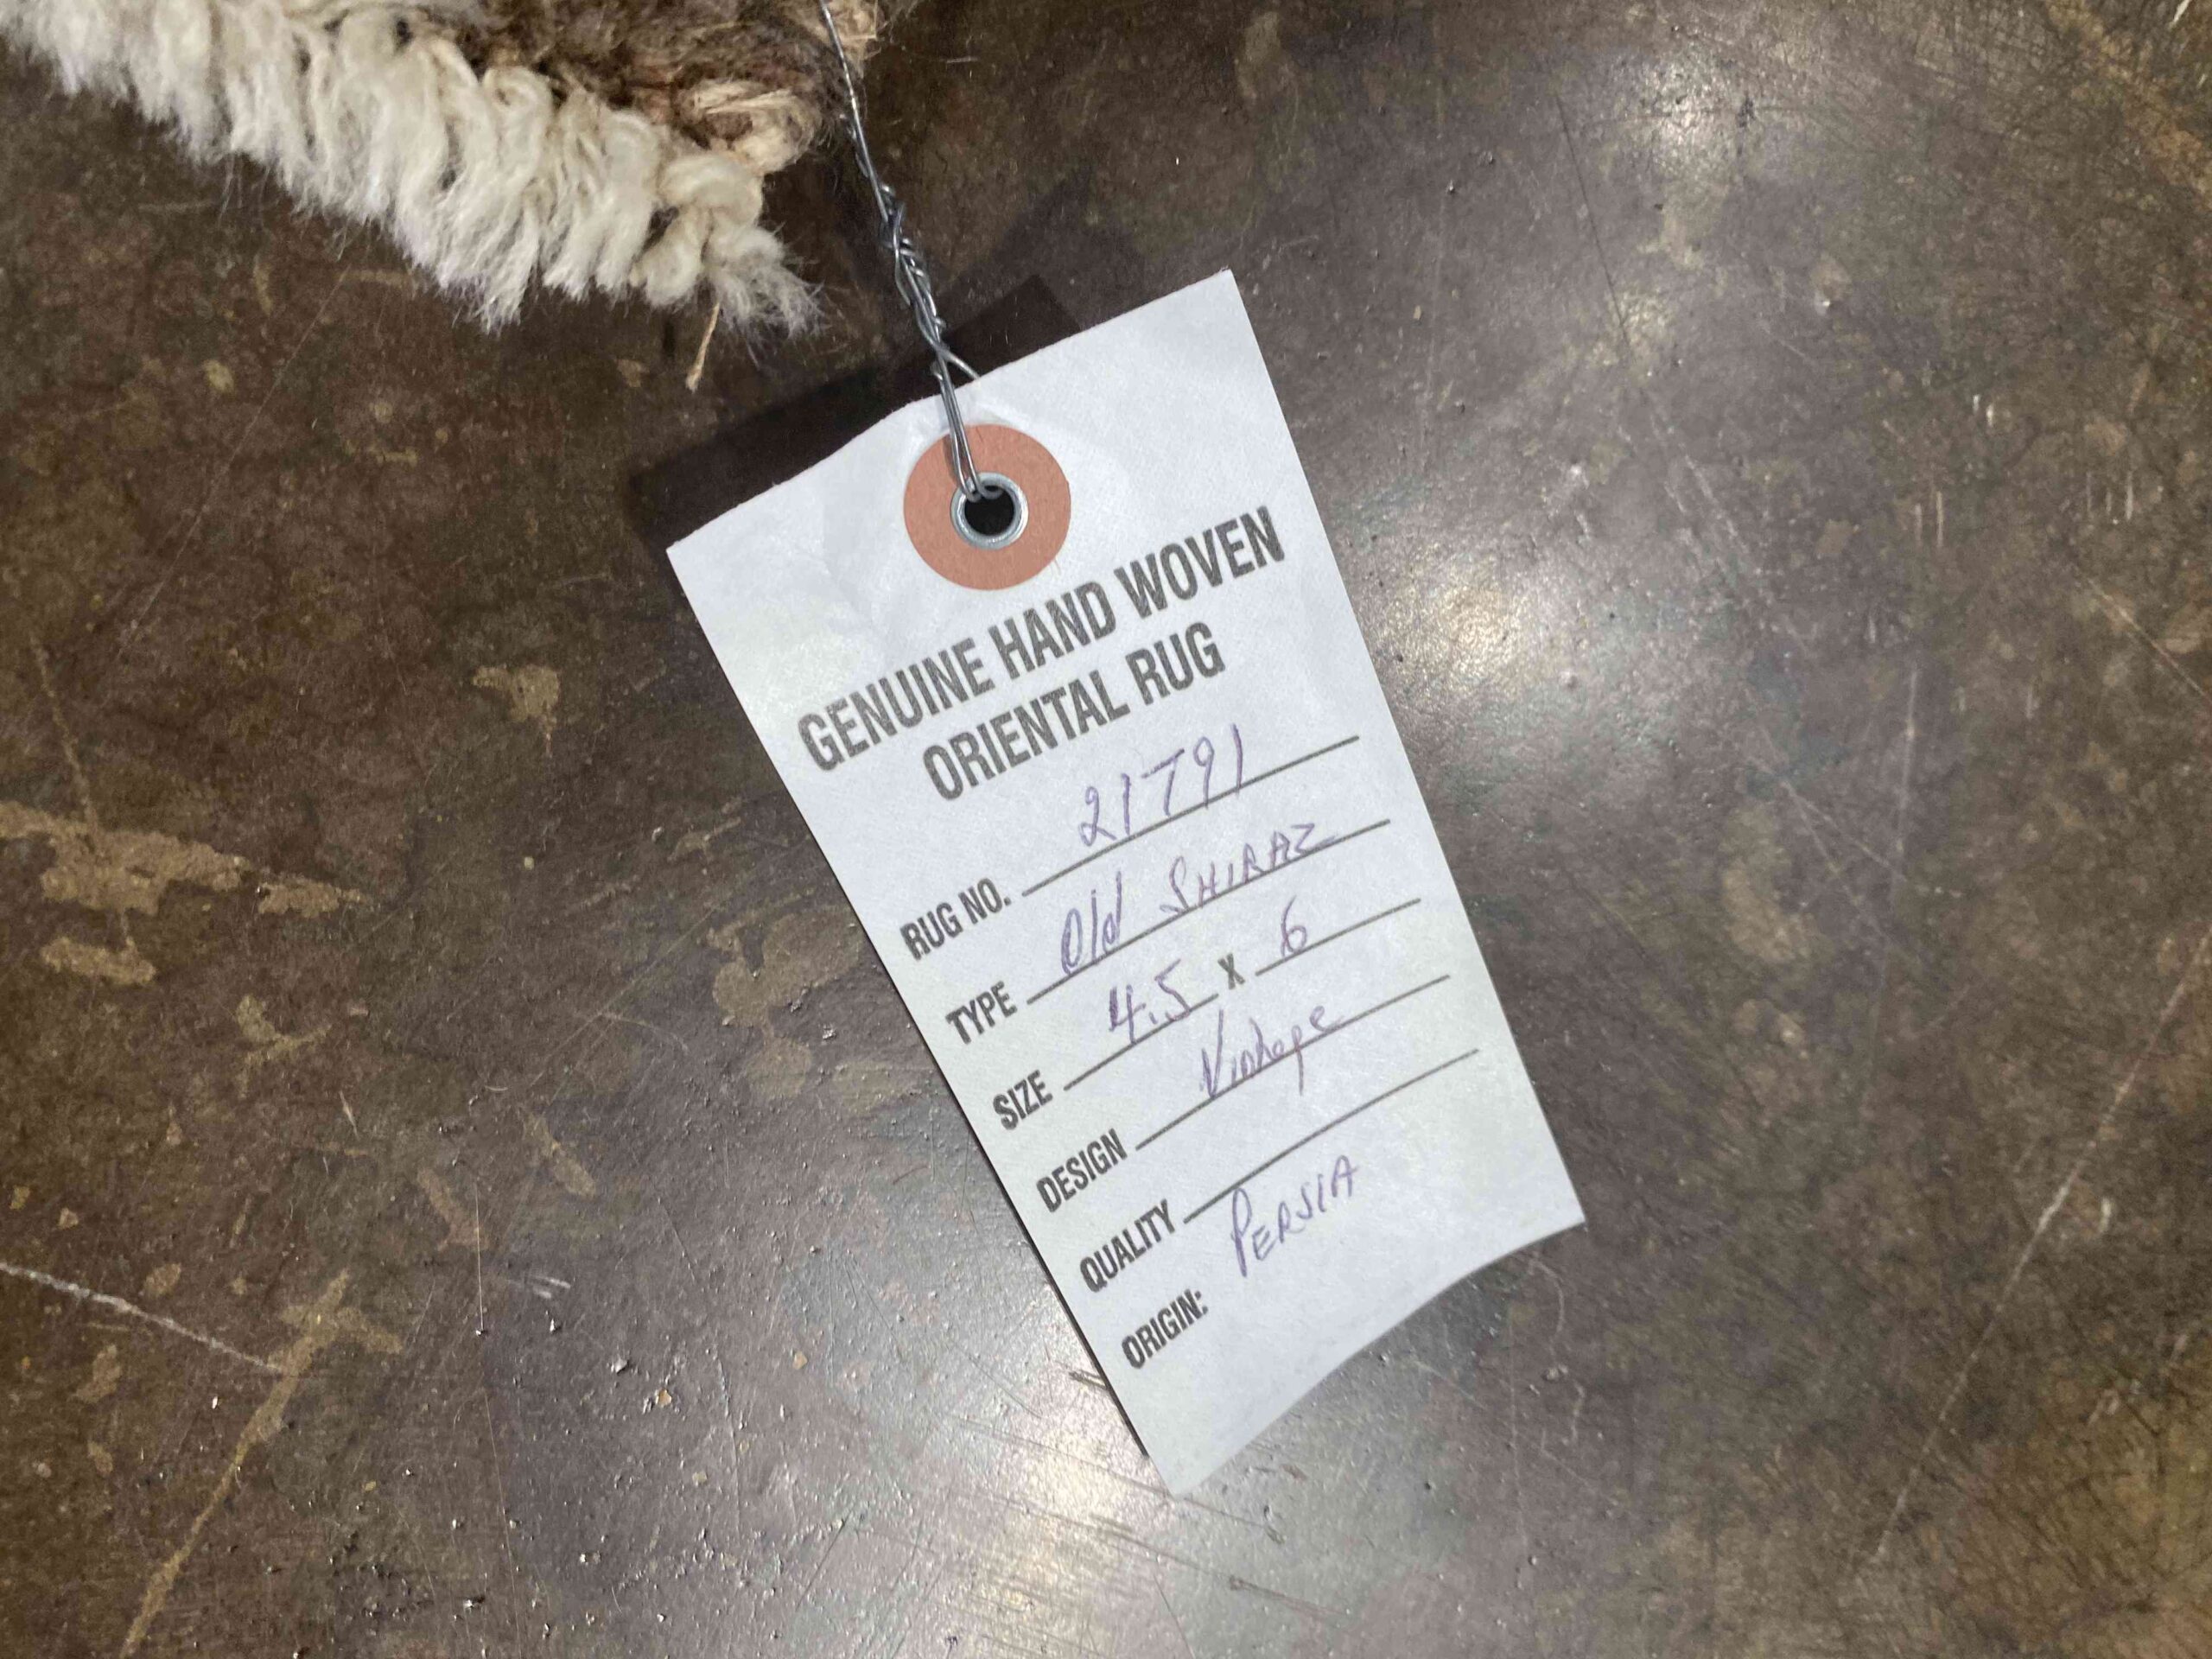 GENUINE HAND WOVEN
ORIENTAL RUG
RUG NO. 21791
TYPE Old SHIRAZ
SIZE 4.5 X 6
DESIGN Vintage
QUALITY
ORIGIN: PERSIA